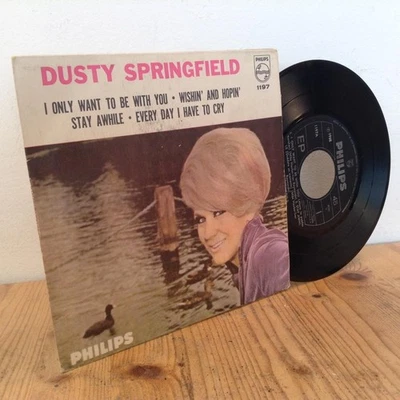 DUSTY SPRINGFIELD
I ONLY WANT TO BE WITH YOU • WISHIN' AND HOPIN'
STAY AWHILE • EVERY DAY I HAVE TO CRY
PHILIPS
1197
PHILIPS
PHILIPS
EP